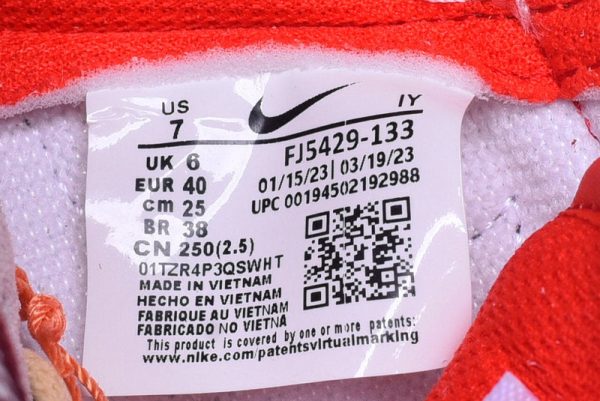 US
7
IY
FJ5429-133
UK 6
EUR 40
cm 25
BR 38
CN 250(2.5)
01/15/23 | 03/19/23
UPC 00194502192988
01TZR4P3QSWHT
MADE IN VIETNAM
HECHO EN VIETNAM
FABRIQUE AU VIETNAM
FABRICADO NO VIETNA
This product is covered by one or more patents:
www.nike.com/patentsvirtualmarking